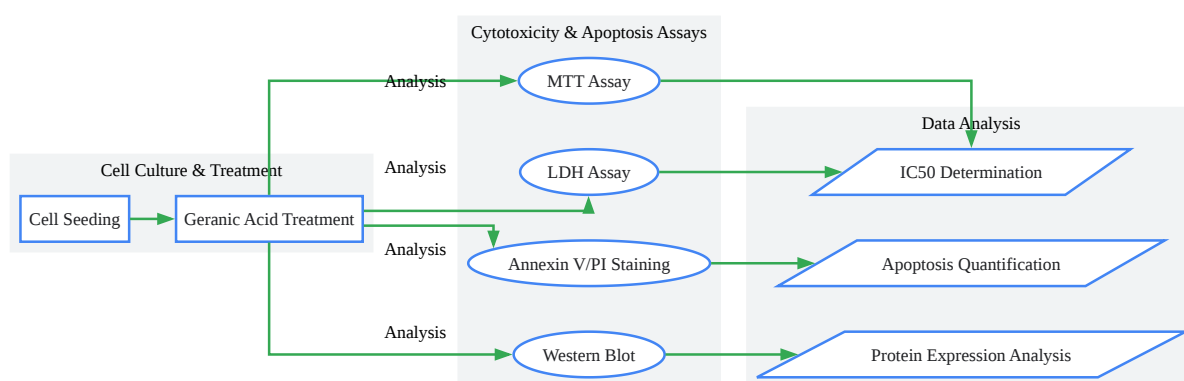 Cytotoxicity & Apoptosis Assays
Analysis
MTT Assay
Data Analysis
Cell Culture & Treatment
Analysis
LDH Assay
IC50 Determination
Cell Seeding
Geranic Acid Treatment
Analysis
Annexin V/PI Staining
Apoptosis Quantification
Analysis
Western Blot
Protein Expression Analysis